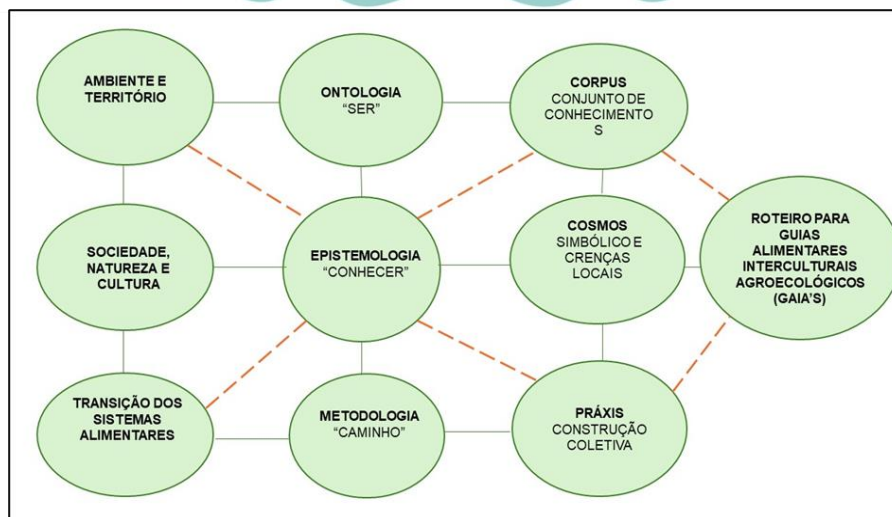 AMBIENTE E
TERRITÓRIO
ONTOLOGIA
“SER”
CORPUS
CONJUNTO DE
CONHECIMENTO
S
SOCIEDADE,
NATUREZA E
CULTURA
EPISTEMOLOGIA
“CONHECER”
COSMOS
SIMBÓLICO E
CRENÇAS
LOCAIS
ROTEIRO PARA
GUIAS
ALIMENTARES
INTERCULTURAIS
AGROECOLÓGICOS
(GAIA’S)
TRANSIÇÃO DOS
SISTEMAS
ALIMENTARES
METODOLOGIA
“CAMINHO”
PRÁXIS
CONSTRUÇÃO
COLETIVA